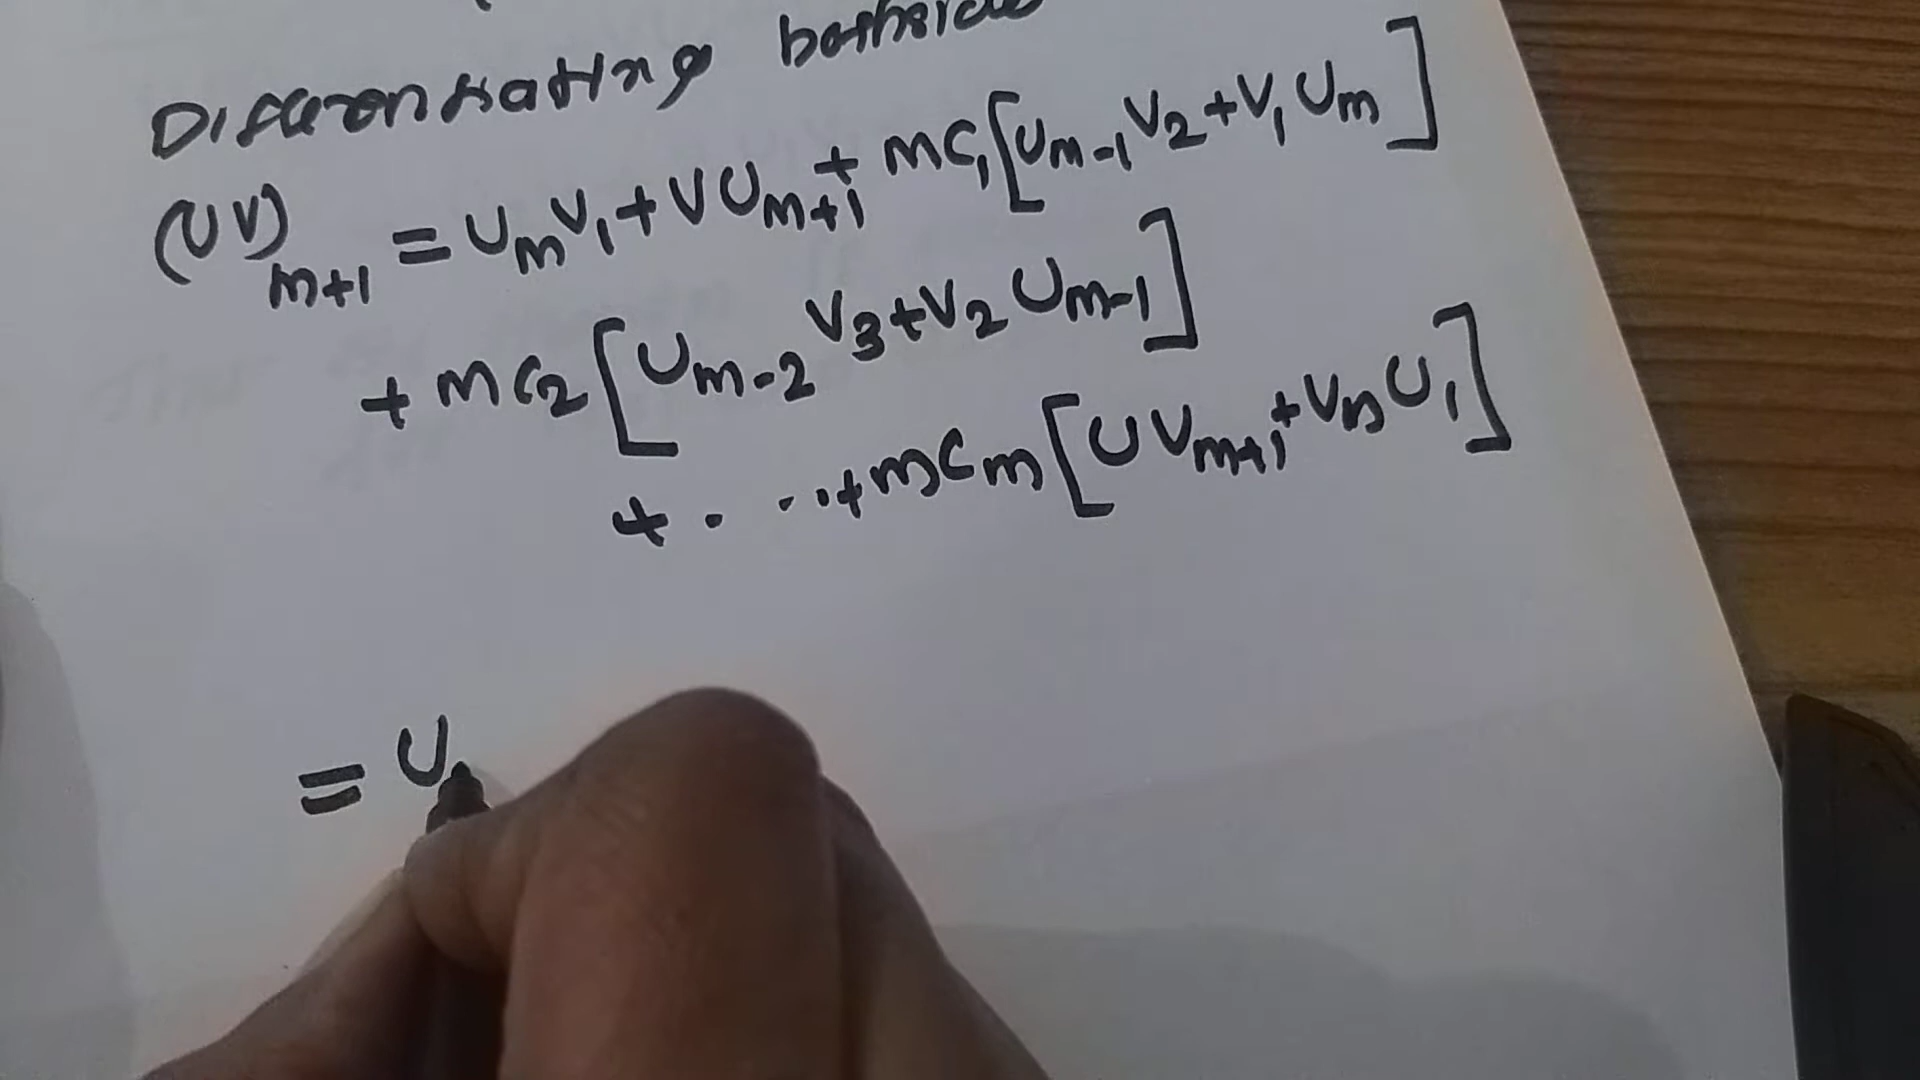 Differentiating bothside
(UV)m+1 = UmV1+VUm+1 + mC1[Um-1V2+V1Um]
+ mC2[Um-2V3+V2Um-1]
+ . . . + mCm[UVm+1+VmU1]
= U